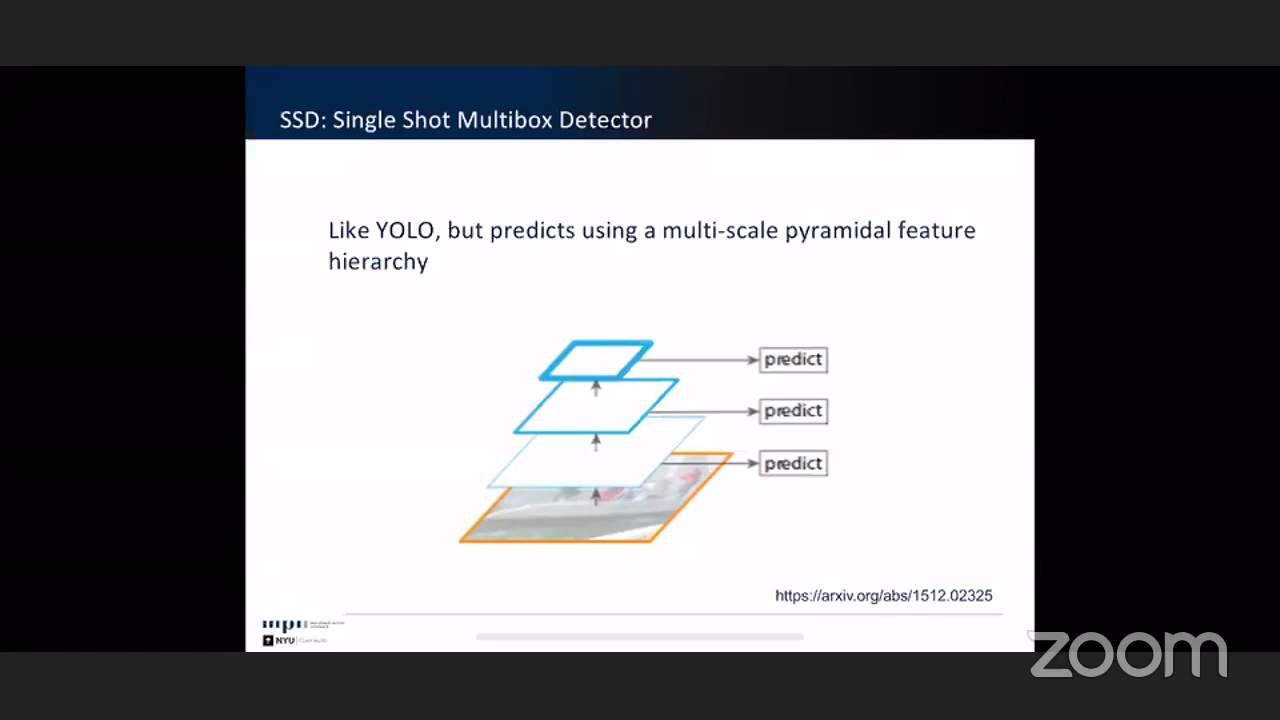 SSD: Single Shot Multibox Detector
Like YOLO, but predicts using a multi-scale pyramidal feature
hierarchy
predict
predict
predict
https://arxiv.org/abs/1512.02325
NYU
zoom